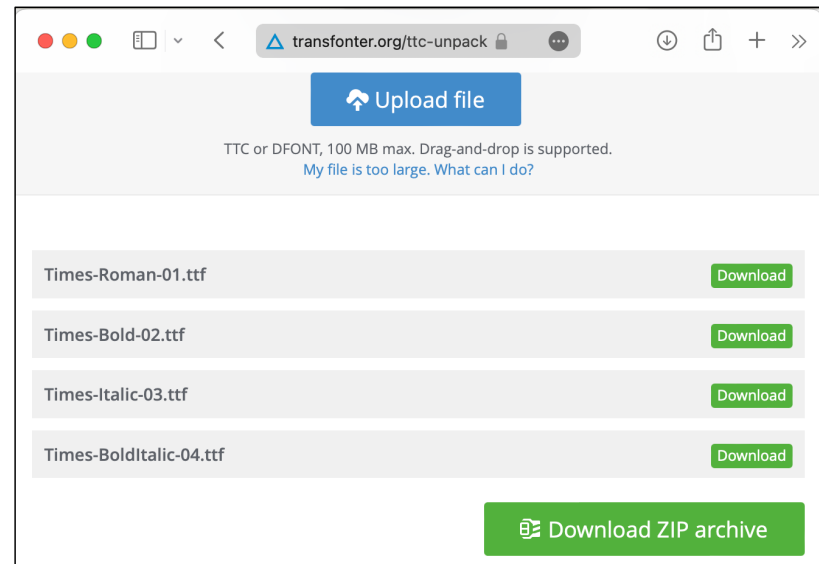 transfonter.org/ttc-unpack
Upload file
TTC or DFONT, 100 MB max. Drag-and-drop is supported.
My file is too large. What can I do?
Times-Roman-01.ttf Download
Times-Bold-02.ttf Download
Times-Italic-03.ttf Download
Times-BoldItalic-04.ttf Download
Download ZIP archive